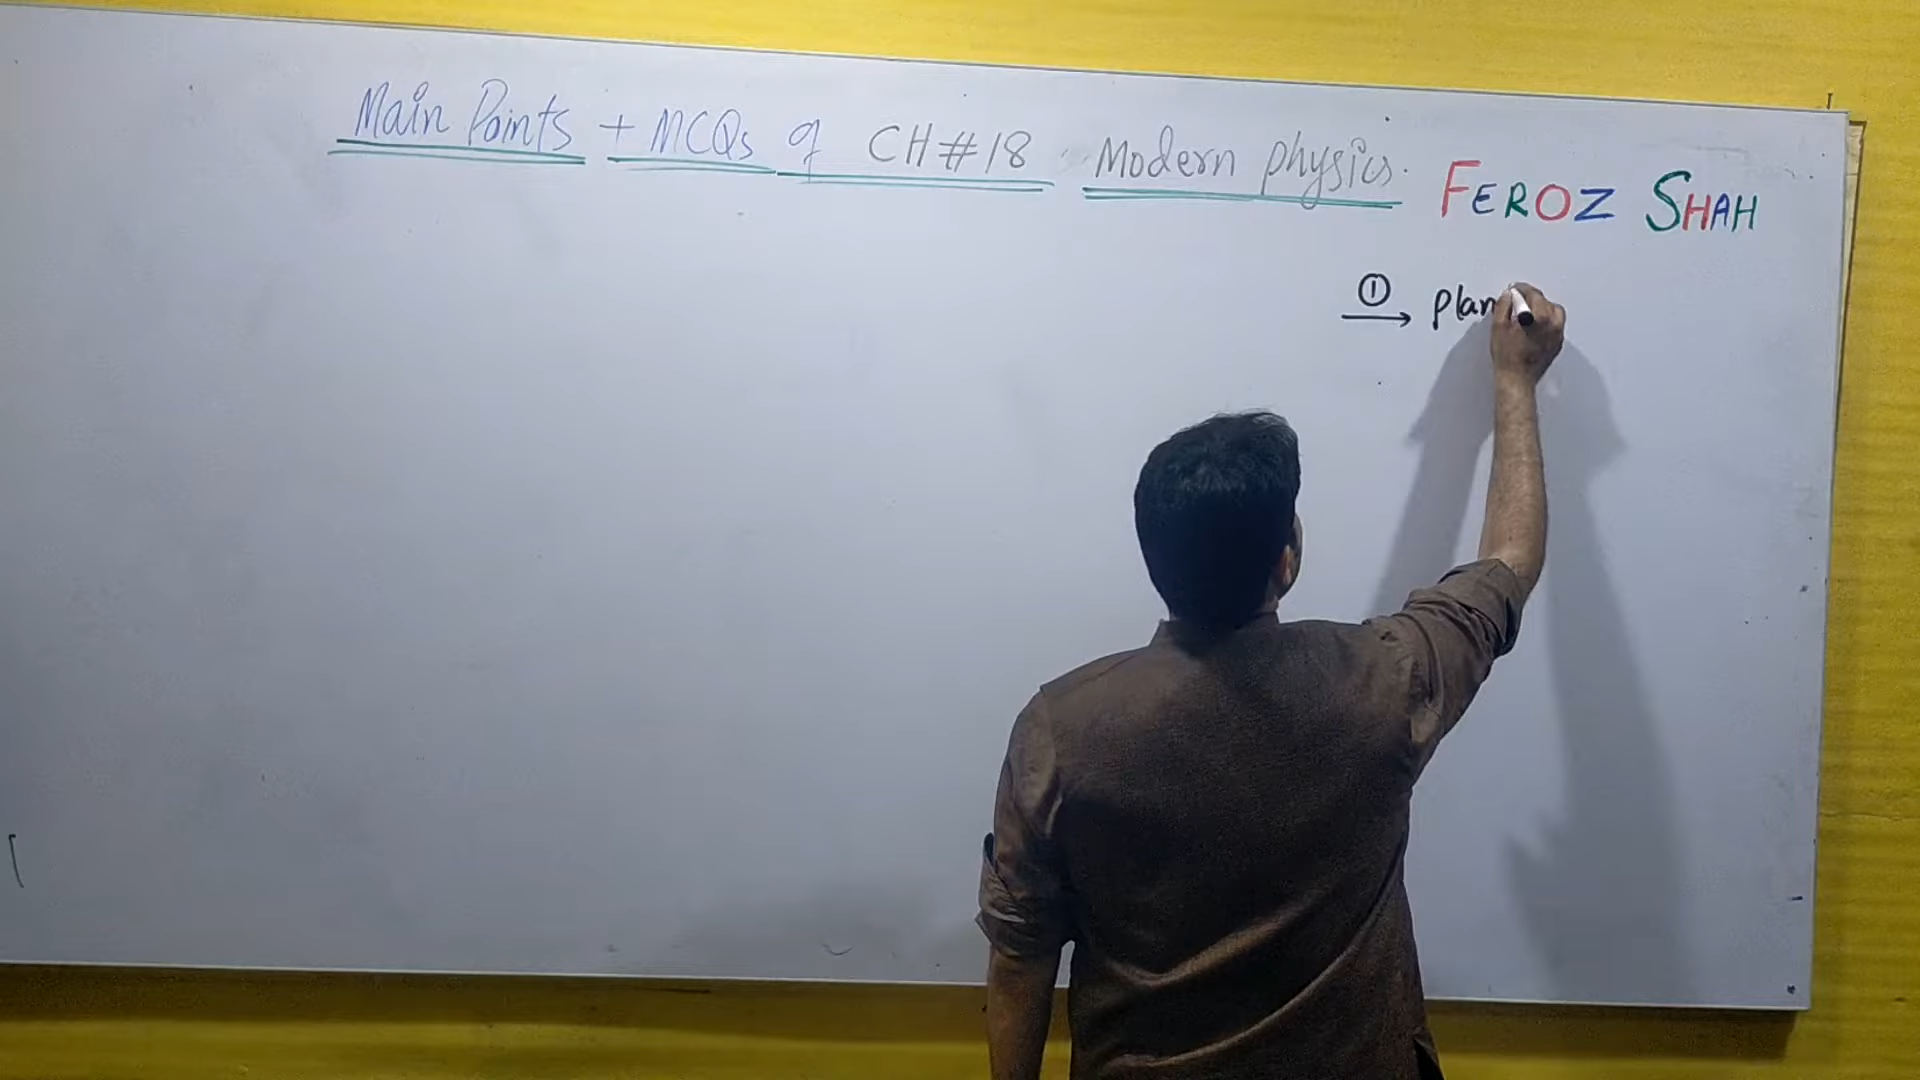 Main Points + MCQs of CH#18 Modern physics.
FEROZ SHAH
① → plan